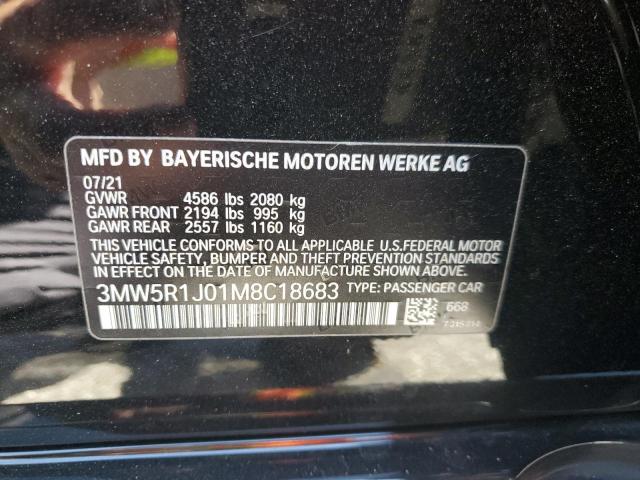 MFD BY BAYERISCHE MOTOREN WERKE AG
07/21
GVWR 4586 lbs 2080 kg
GAWR FRONT 2194 lbs 995 kg
GAWR REAR 2557 lbs 1160 kg
THIS VEHICLE CONFORMS TO ALL APPLICABLE U.S.FEDERAL MOTOR
VEHICLE SAFETY, BUMPER AND THEFT PREVENTION STANDARDS
IN EFFECT ON THE DATE OF MANUFACTURE SHOWN ABOVE.
3MW5R1J01M8C18683 TYPE: PASSENGER CAR
668